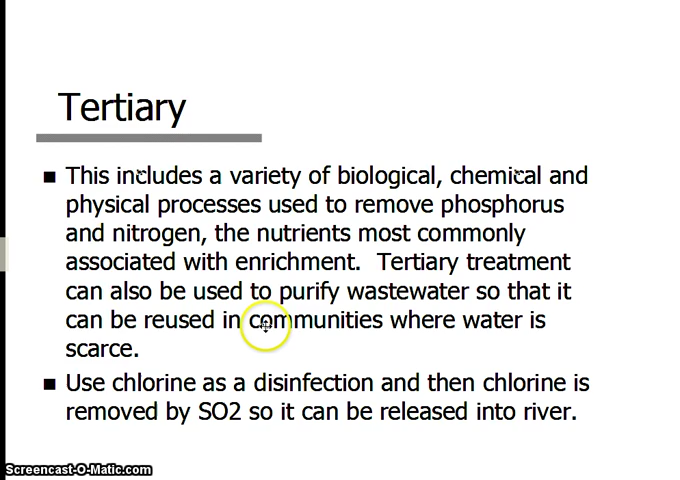 Tertiary
■ This includes a variety of biological, chemical and
physical processes used to remove phosphorus
and nitrogen, the nutrients most commonly
associated with enrichment.  Tertiary treatment
can also be used to purify wastewater so that it
can be reused in communities where water is
scarce.
■ Use chlorine as a disinfection and then chlorine is
removed by SO2 so it can be released into river.
Screencast-O-Matic.com